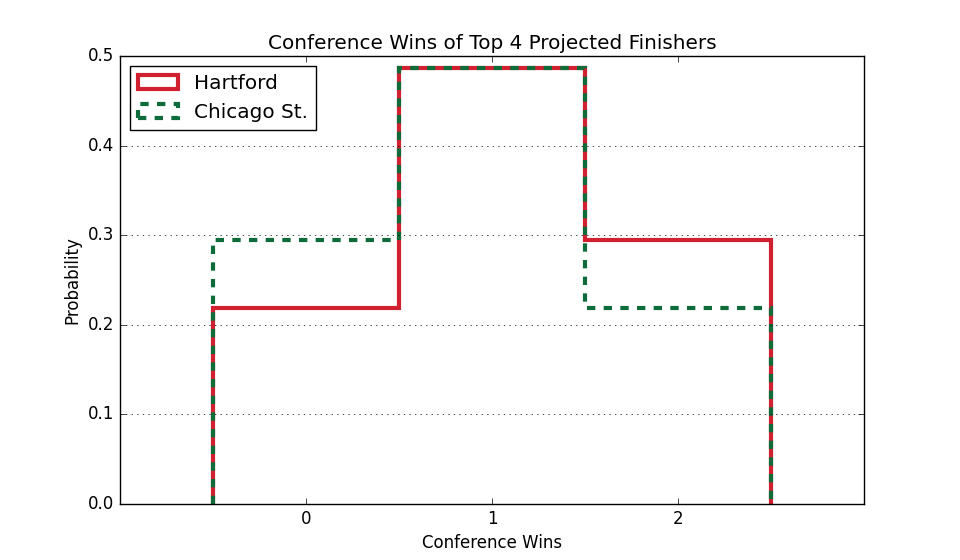 Conference Wins of Top 4 Projected Finishers
Hartford
Chicago St.
0.5
0.4
0.3
0.2
0.1
0.0
Probability
0 1 2
Conference Wins